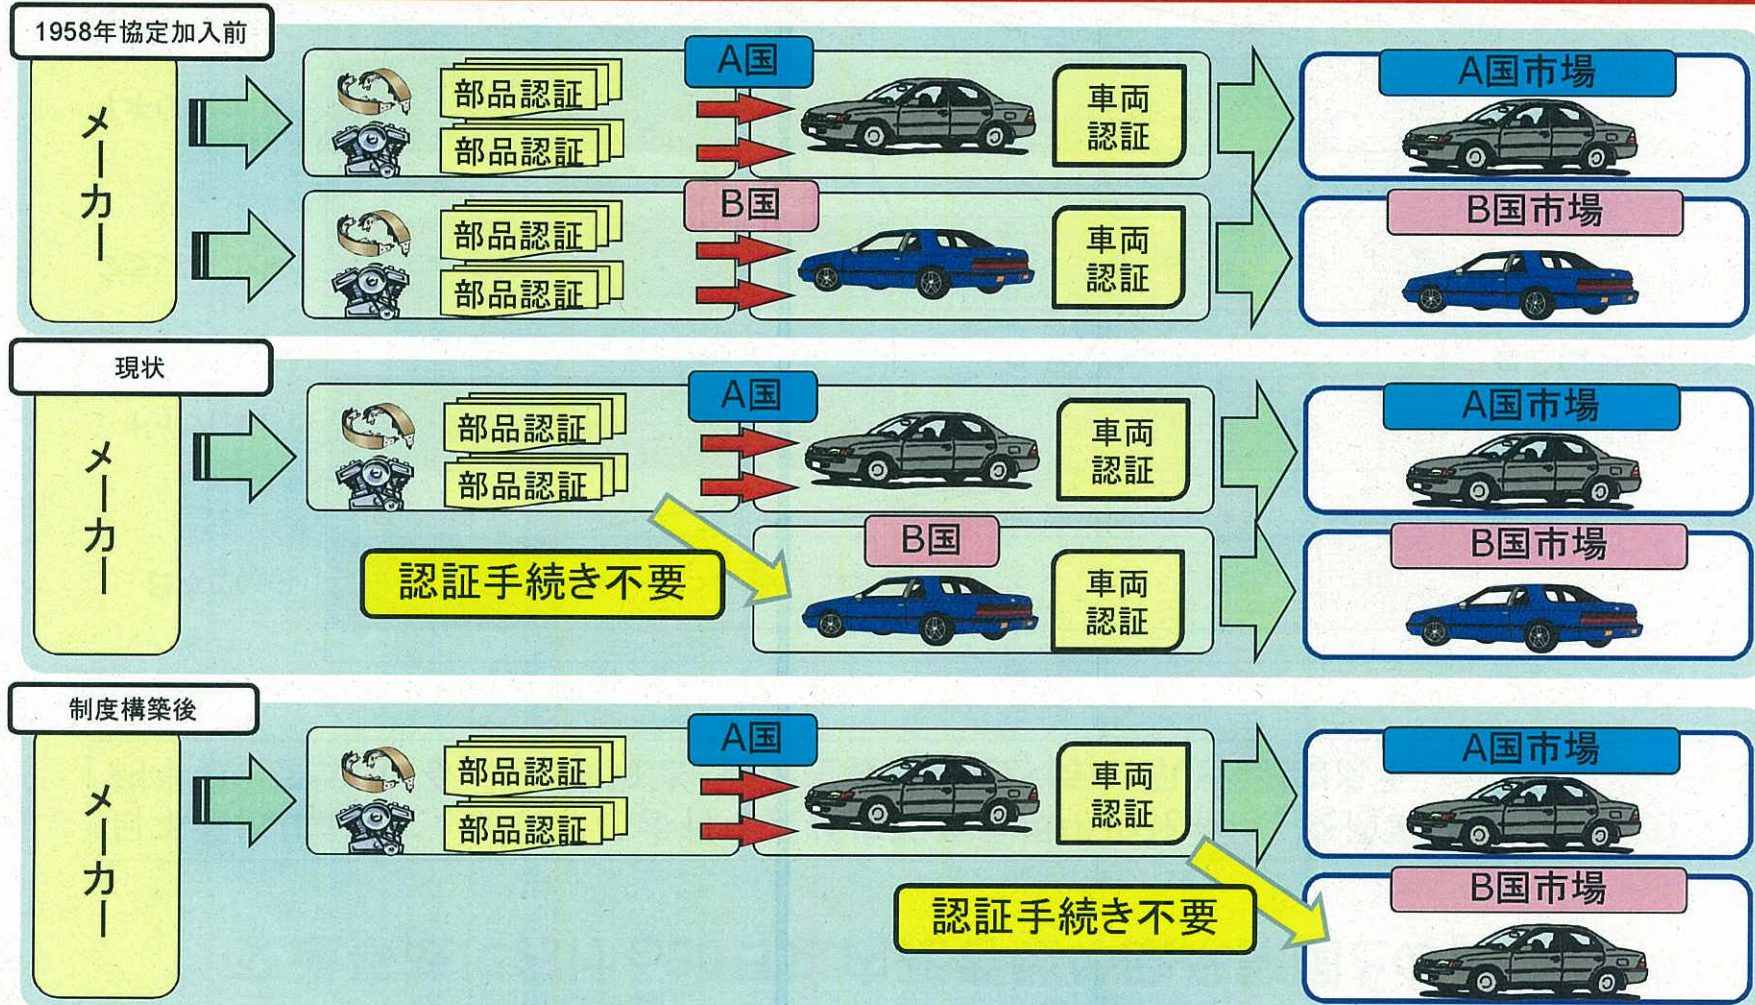 1958年協定加入前
メーカー
部品認証
部品認証
A国
車両
認証
A国市場
部品認証
部品認証
B国
車両
認証
B国市場
現状
メーカー
部品認証
部品認証
A国
車両
認証
A国市場
認証手続き不要
B国
車両
認証
B国市場
制度構築後
メーカー
部品認証
部品認証
A国
車両
認証
A国市場
認証手続き不要
B国市場